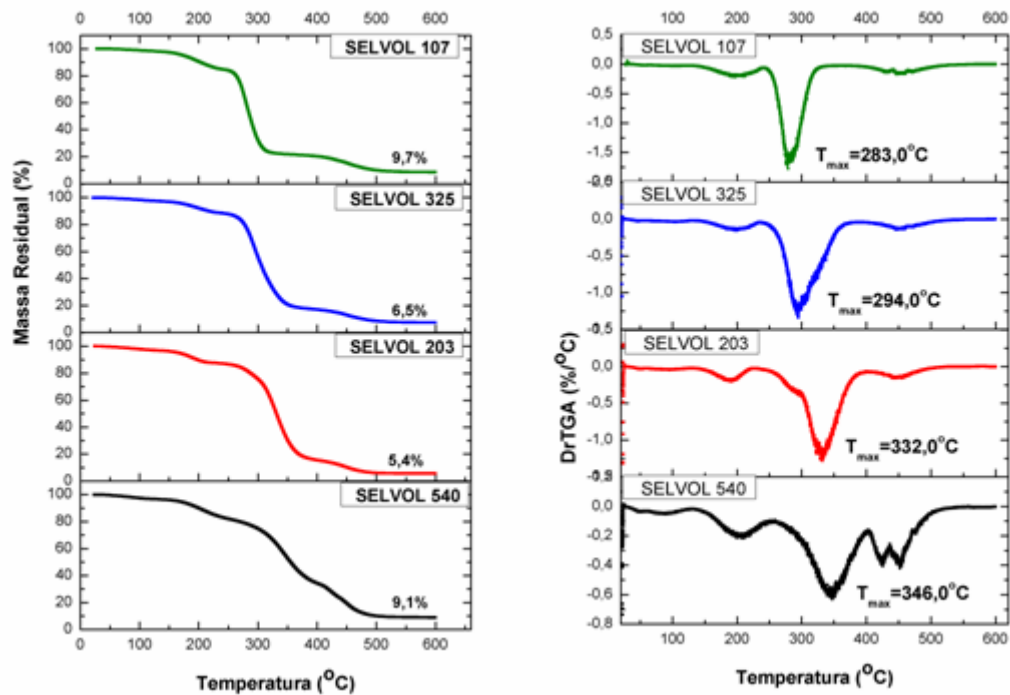 0 100 200 300 400 500 600
100 200 300 400 500 600
SELVOL 107
100
80
60
40
20
0
9,7%
SELVOL 325
100
80
60
40
20
0
6,5%
SELVOL 203
100
80
60
40
20
0
5,4%
SELVOL 540
100
80
60
40
20
0
9,1%
Massa Residual (%)
0 100 200 300 400 500 600
Temperatura (°C)
SELVOL 107
0,5
0,0
-0,5
-1,0
-1,5
Tmax=283,0°C
SELVOL 325
0,0
-0,5
-1,0
Tmax=294,0°C
SELVOL 203
0,0
-0,5
-1,0
Tmax=332,0°C
SELVOL 540
0,0
-0,2
-0,4
-0,6
-0,8
Tmax=346,0°C
DrTGA (%/°C)
100 200 300 400 500 600
Temperatura (°C)